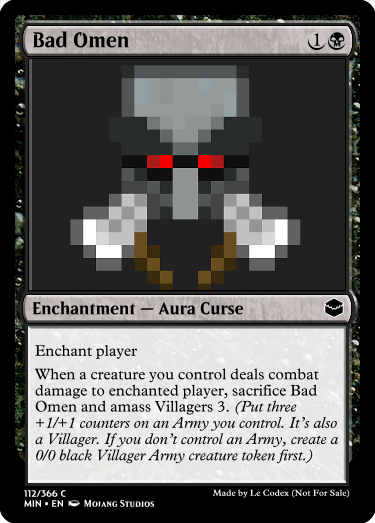 Bad Omen 1
Enchantment — Aura Curse
Enchant player
When a creature you control deals combat
damage to enchanted player, sacrifice Bad
Omen and amass Villagers 3. (Put three
+1/+1 counters on an Army you control. It's also
a Villager. If you don't control an Army, create a
0/0 black Villager Army creature token first.)
112/366 C
MIN • EN Mojang Studios
Made by Le Codex (Not For Sale)